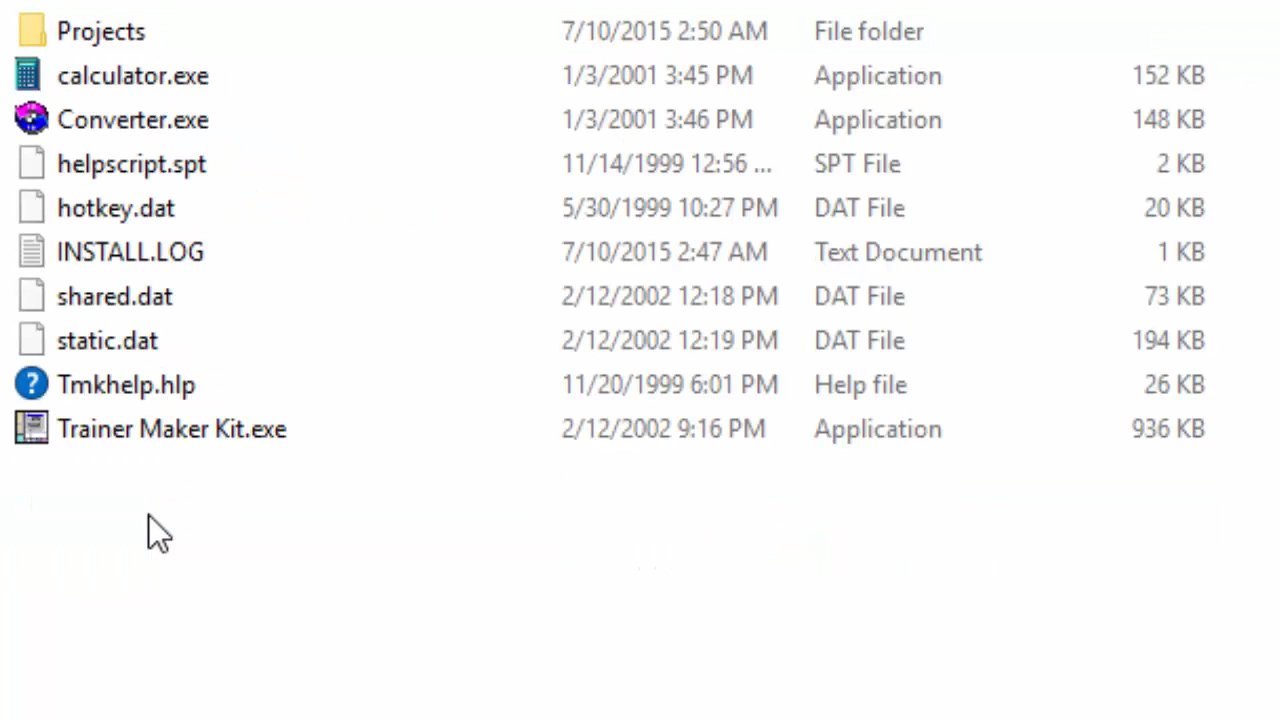 Projects 7/10/2015 2:50 AM File folder
calculator.exe 1/3/2001 3:45 PM Application 152 KB
Converter.exe 1/3/2001 3:46 PM Application 148 KB
helpscript.spt 11/14/1999 12:56 ... SPT File 2 KB
hotkey.dat 5/30/1999 10:27 PM DAT File 20 KB
INSTALL.LOG 7/10/2015 2:47 AM Text Document 1 KB
shared.dat 2/12/2002 12:18 PM DAT File 73 KB
static.dat 2/12/2002 12:19 PM DAT File 194 KB
Tmkhelp.hlp 11/20/1999 6:01 PM Help file 26 KB
Trainer Maker Kit.exe 2/12/2002 9:16 PM Application 936 KB